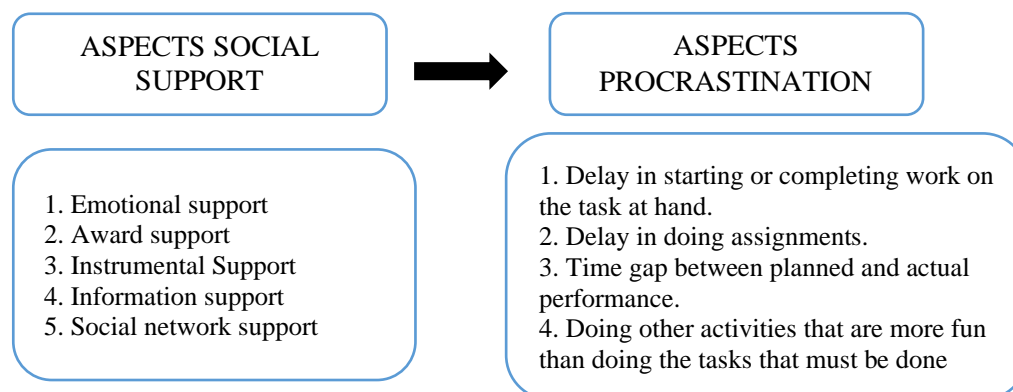 ASPECTS SOCIAL
SUPPORT
ASPECTS
PROCRASTINATION
1. Emotional support
2. Award support
3. Instrumental Support
4. Information support
5. Social network support
1. Delay in starting or completing work on
the task at hand.
2. Delay in doing assignments.
3. Time gap between planned and actual
performance.
4. Doing other activities that are more fun
than doing the tasks that must be done